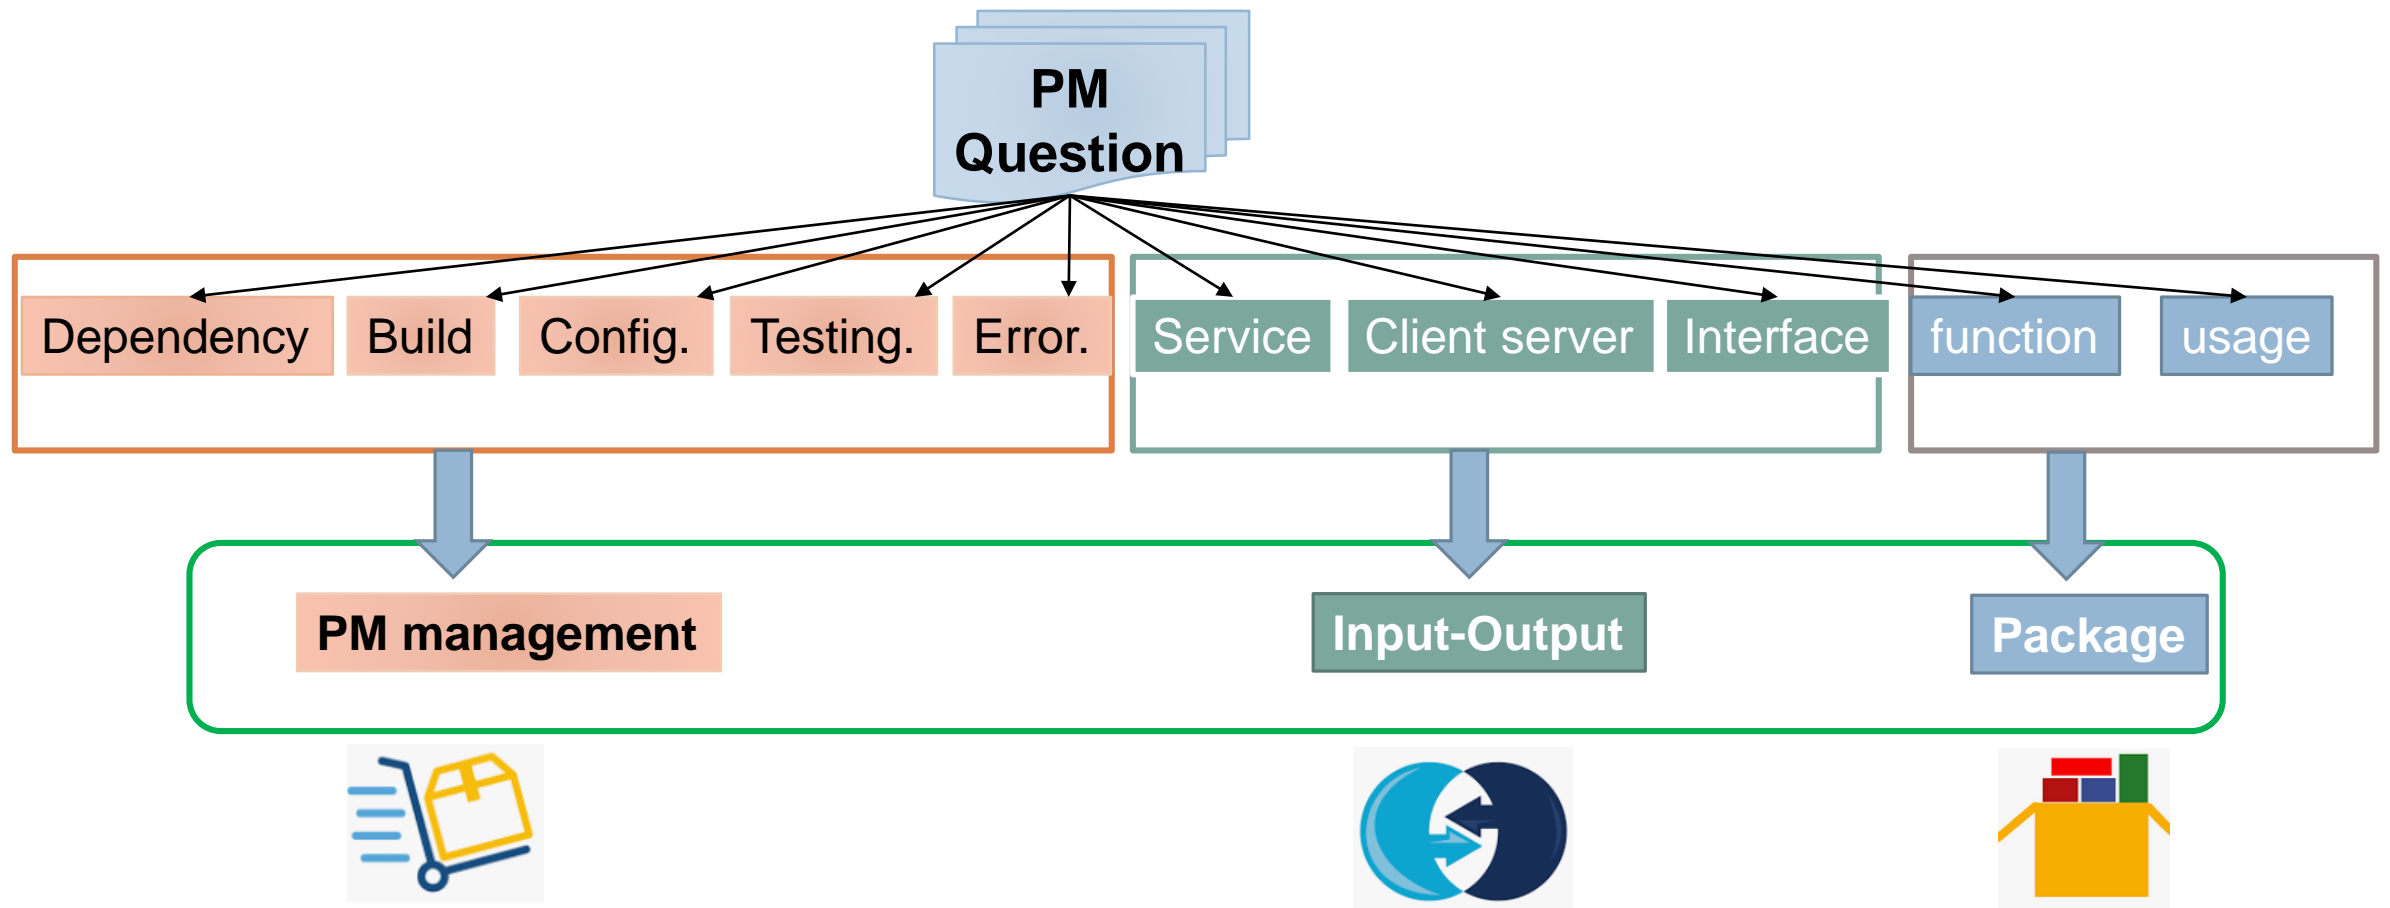 PM
Question
Dependency
Build
Config.
Testing.
Error.
Service
Client server
Interface
function
usage
PM management
Input-Output
Package